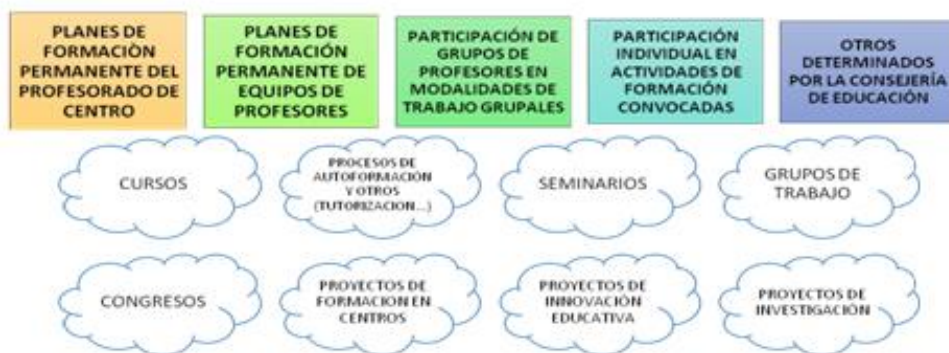 PLANES DE
FORMACIÒN
PERMANENTE DEL
PROFESORADO DE
CENTRO
PLANES DE
FORMACIÓN
PERMANENTE DE
EQUIPOS DE
PROFESORES
PARTICIPACIÓN DE
GRUPOS DE
PROFESORES EN
MODALIDADES DE
TRABAJO GRUPALES
PARTICIPACIÓN
INDIVIDUAL EN
ACTIVIDADES DE
FORMACIÓN
CONVOCADAS
OTROS
DETERMINADOS
POR LA CONSEJERÍA
DE EDUCACIÓN
CURSOS
PROCESOS DE
AUTOFORMACIÓN
Y OTROS
(TUTORIZACION...)
SEMINARIOS
GRUPOS DE
TRABAJO
CONGRESOS
PROYECTOS DE
FORMACION EN
CENTROS
PROYECTOS DE
INNOVACIÓN
EDUCATIVA
PROYECTOS DE
INVESTIGACIÓN